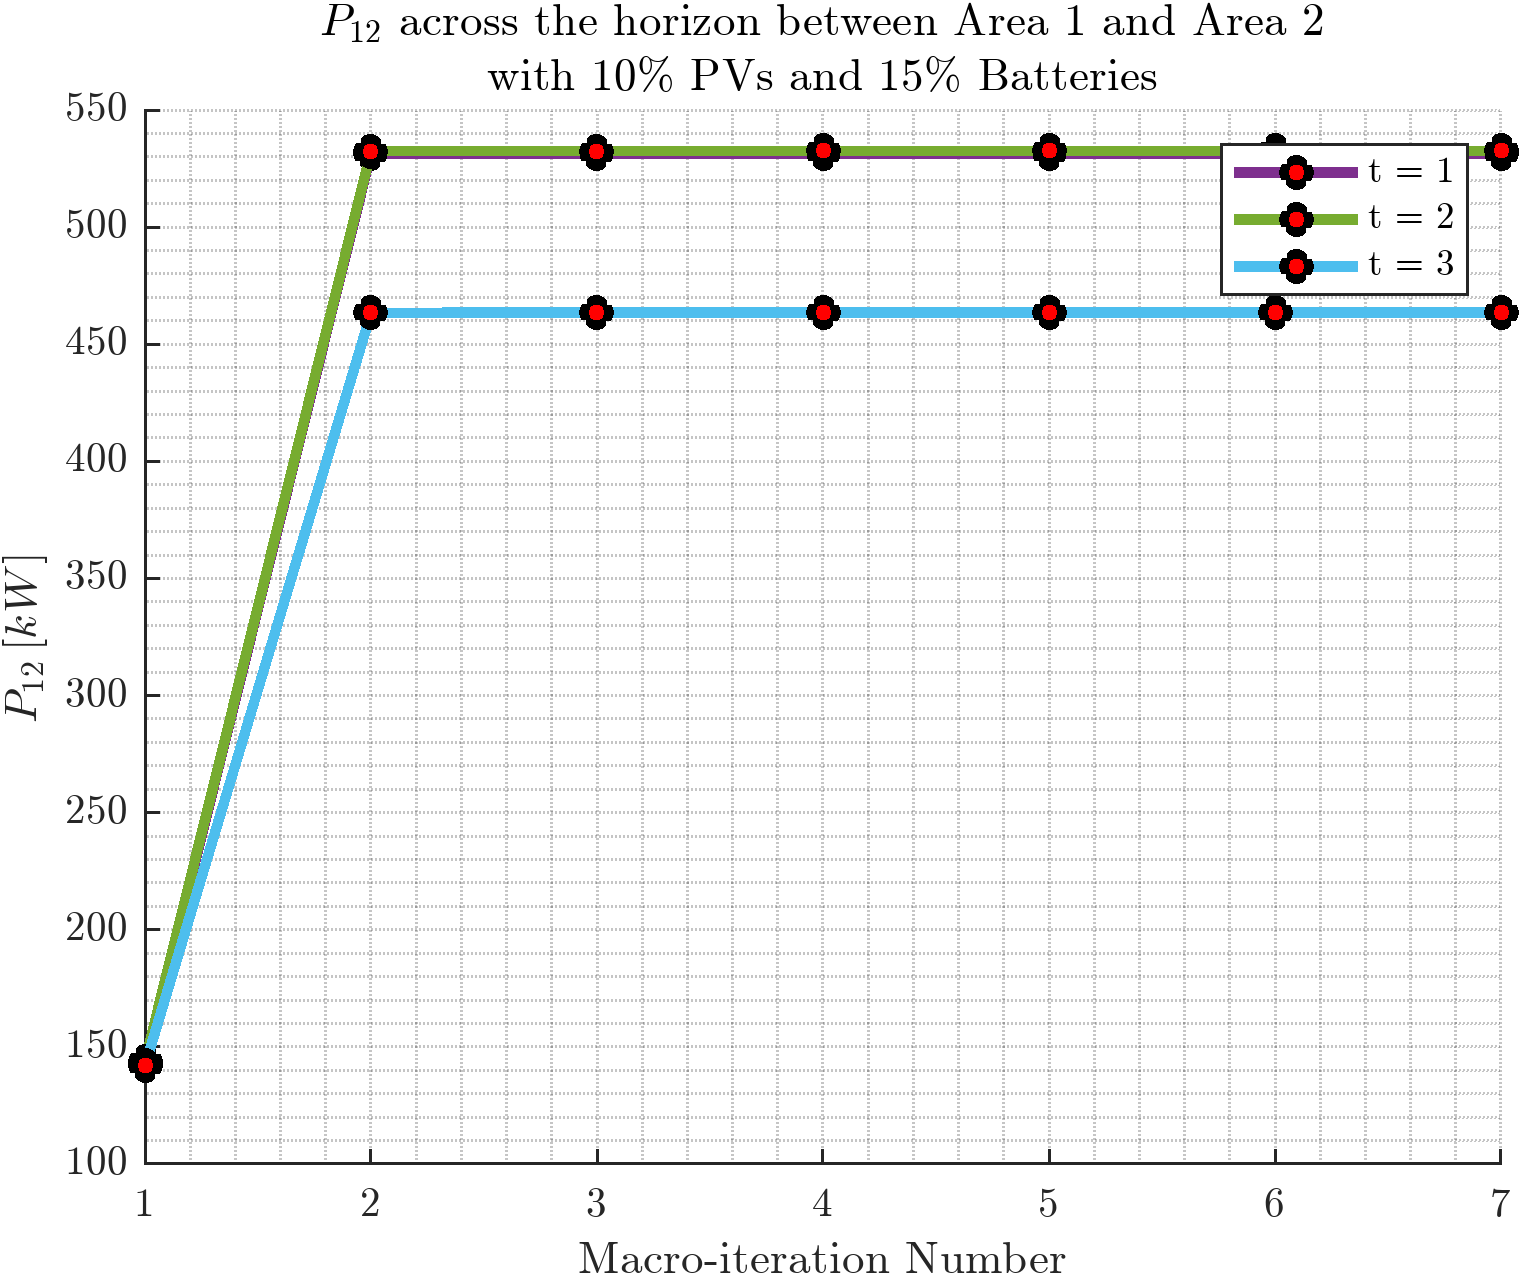 P₁₂ across the horizon between Area 1 and Area 2
with 10% PVs and 15% Batteries
550
500
450
400
350
300
250
200
150
100
P₁₂ [kW]
t = 1
t = 2
t = 3
1 2 3 4 5 6 7
Macro-iteration Number